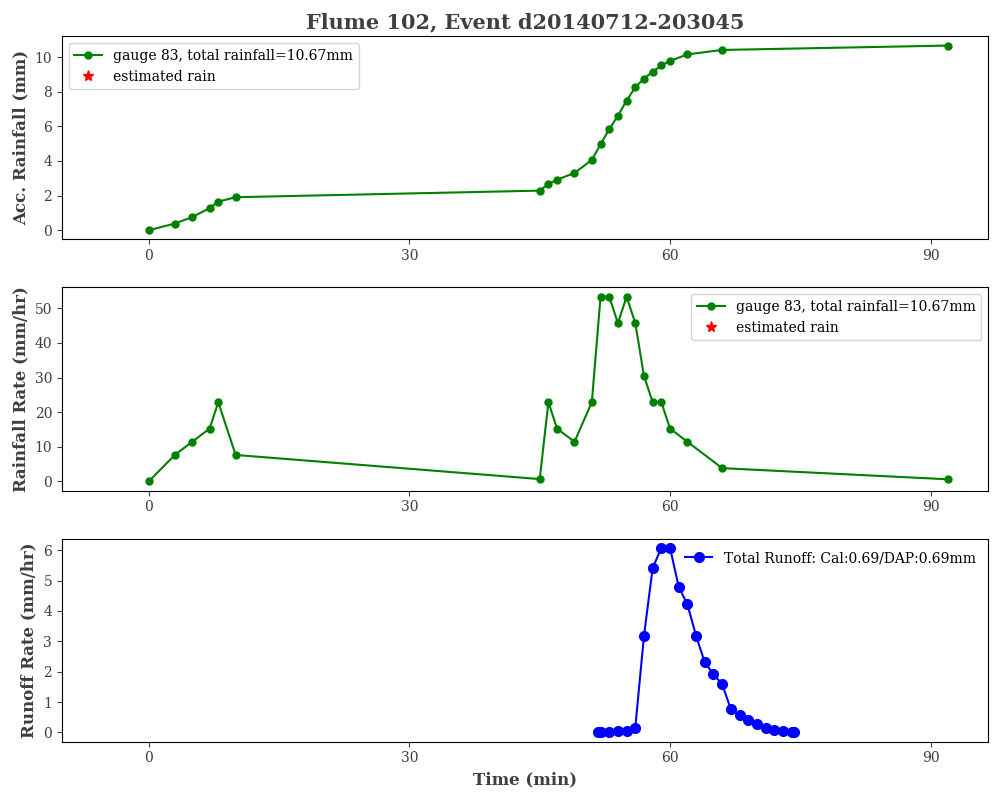 Flume 102, Event d20140712-203045
Acc. Rainfall (mm)
10
8
6
4
2
0
gauge 83, total rainfall=10.67mm
estimated rain
0 30 60 90
Rainfall Rate (mm/hr)
50
40
30
20
10
0
gauge 83, total rainfall=10.67mm
estimated rain
0 30 60 90
Runoff Rate (mm/hr)
6
5
4
3
2
1
0
Total Runoff: Cal:0.69/DAP:0.69mm
0 30 60 90
Time (min)